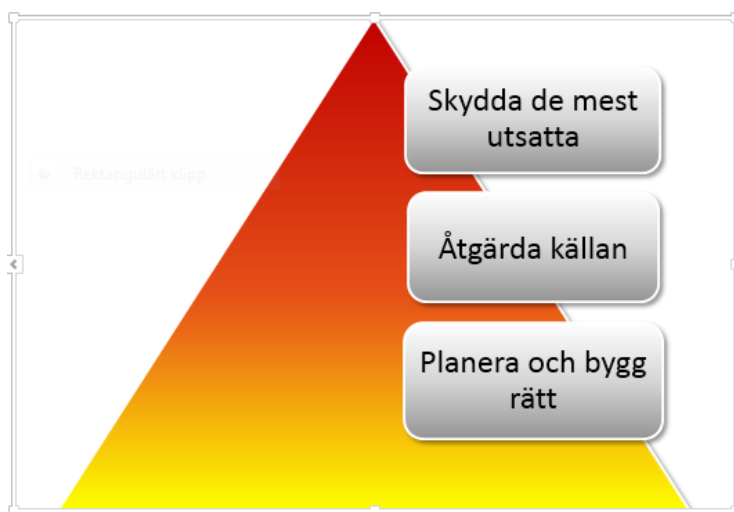 Skydda de mest
utsatta
Rektangulärt klipp
Åtgärda källan
Planera och bygg
rätt